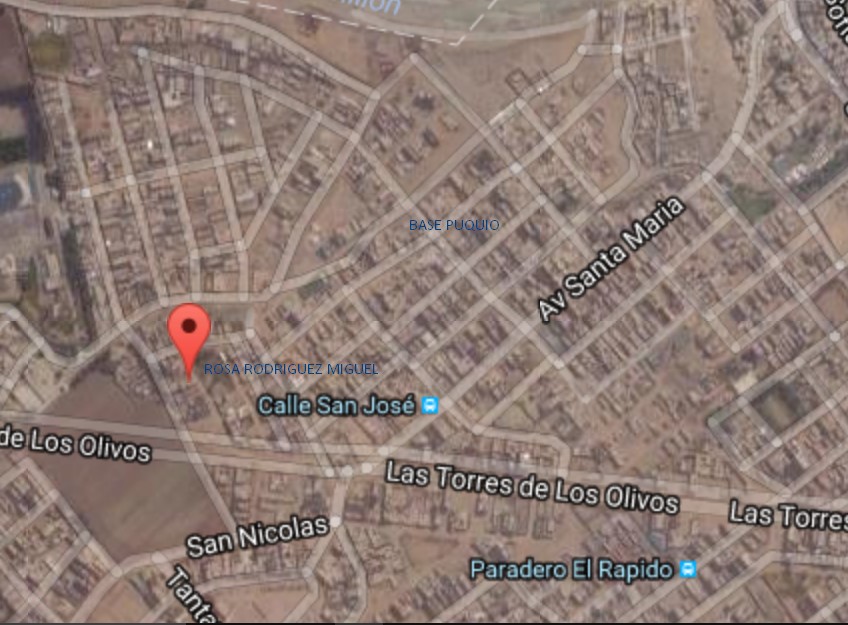 BASE PUQUIO
Av Santa Maria
ROSA RODRIGUEZ MIGUEL
Calle San José
de Los Olivos
Las Torres de Los Olivos
Las Torres
San Nicolas
Paradero El Rapido
Tanta